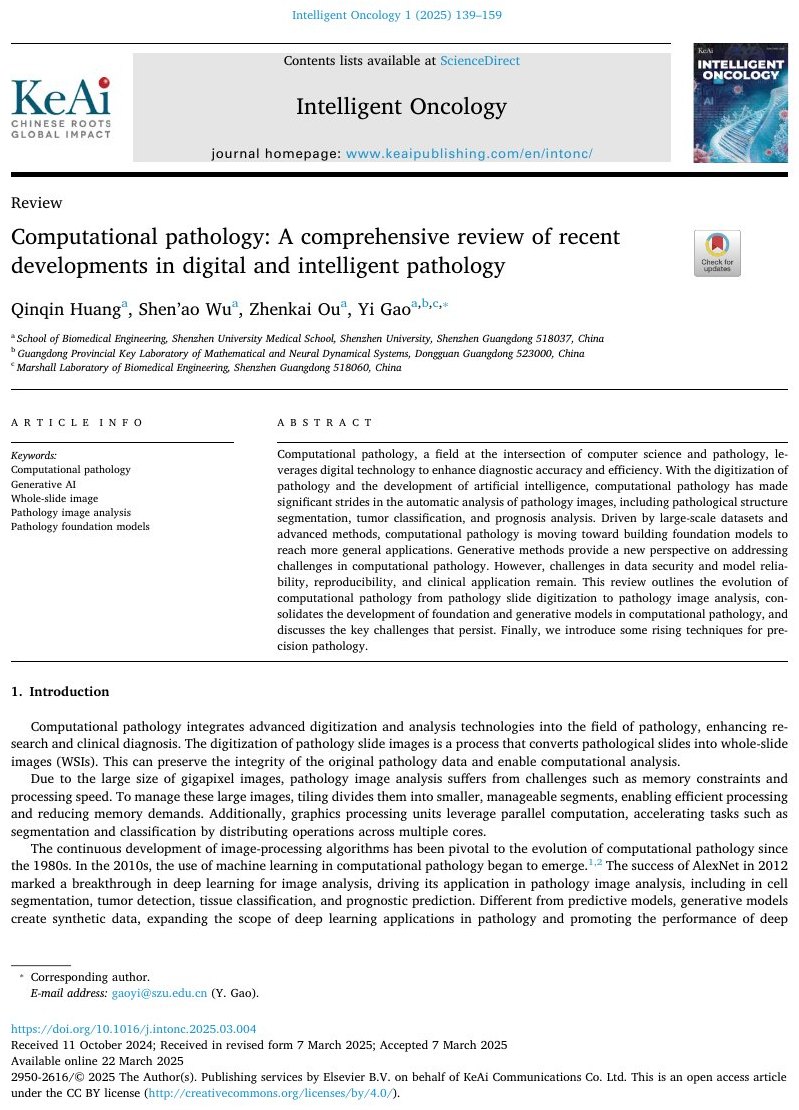 Intelligent Oncology 1 (2025) 139–159
Contents lists available at ScienceDirect
Intelligent Oncology
journal homepage: www.keaipublishing.com/en/intonc/
KeAi
CHINESE ROOTS
GLOBAL IMPACT
KeAi
INTELLIGENT
ONCOLOGY
AI
Review
Computational pathology: A comprehensive review of recent
developments in digital and intelligent pathology
Check for
updates
Qinqin Huangᵃ, Shen’ao Wuᵃ, Zhenkai Ouᵃ, Yi Gaoᵃ,ᵇ,ᶜ,*
ᵃ School of Biomedical Engineering, Shenzhen University Medical School, Shenzhen University, Shenzhen Guangdong 518037, China
ᵇ Guangdong Provincial Key Laboratory of Mathematical and Neural Dynamical Systems, Dongguan Guangdong 523000, China
ᶜ Marshall Laboratory of Biomedical Engineering, Shenzhen Guangdong 518060, China
ARTICLE INFO
Keywords:
Computational pathology
Generative AI
Whole-slide image
Pathology image analysis
Pathology foundation models
ABSTRACT
Computational pathology, a field at the intersection of computer science and pathology, le-
verages digital technology to enhance diagnostic accuracy and efficiency. With the digitization of
pathology and the development of artificial intelligence, computational pathology has made
significant strides in the automatic analysis of pathology images, including pathological structure
segmentation, tumor classification, and prognosis analysis. Driven by large-scale datasets and
advanced methods, computational pathology is moving toward building foundation models to
reach more general applications. Generative methods provide a new perspective on addressing
challenges in computational pathology. However, challenges in data security and model relia-
bility, reproducibility, and clinical application remain. This review outlines the evolution of
computational pathology from pathology slide digitization to pathology image analysis, con-
solidates the development of foundation and generative models in computational pathology, and
discusses the key challenges that persist. Finally, we introduce some rising techniques for pre-
cision pathology.
1. Introduction
Computational pathology integrates advanced digitization and analysis technologies into the field of pathology, enhancing re-
search and clinical diagnosis. The digitization of pathology slide images is a process that converts pathological slides into whole-slide
images (WSIs). This can preserve the integrity of the original pathology data and enable computational analysis.
Due to the large size of gigapixel images, pathology image analysis suffers from challenges such as memory constraints and
processing speed. To manage these large images, tiling divides them into smaller, manageable segments, enabling efficient processing
and reducing memory demands. Additionally, graphics processing units leverage parallel computation, accelerating tasks such as
segmentation and classification by distributing operations across multiple cores.
The continuous development of image-processing algorithms has been pivotal to the evolution of computational pathology since
the 1980s. In the 2010s, the use of machine learning in computational pathology began to emerge.¹,² The success of AlexNet in 2012
marked a breakthrough in deep learning for image analysis, driving its application in pathology image analysis, including in cell
segmentation, tumor detection, tissue classification, and prognostic prediction. Different from predictive models, generative models
create synthetic data, expanding the scope of deep learning applications in pathology and promoting the performance of deep
* Corresponding author.
E-mail address: gaoyi@szu.edu.cn (Y. Gao).
https://doi.org/10.1016/j.intonc.2025.03.004
Received 11 October 2024; Received in revised form 7 March 2025; Accepted 7 March 2025
Available online 22 March 2025
2950-2616/© 2025 The Author(s). Publishing services by Elsevier B.V. on behalf of KeAi Communications Co. Ltd. This is an open access article
under the CC BY license (http://creativecommons.org/licenses/by/4.0/).